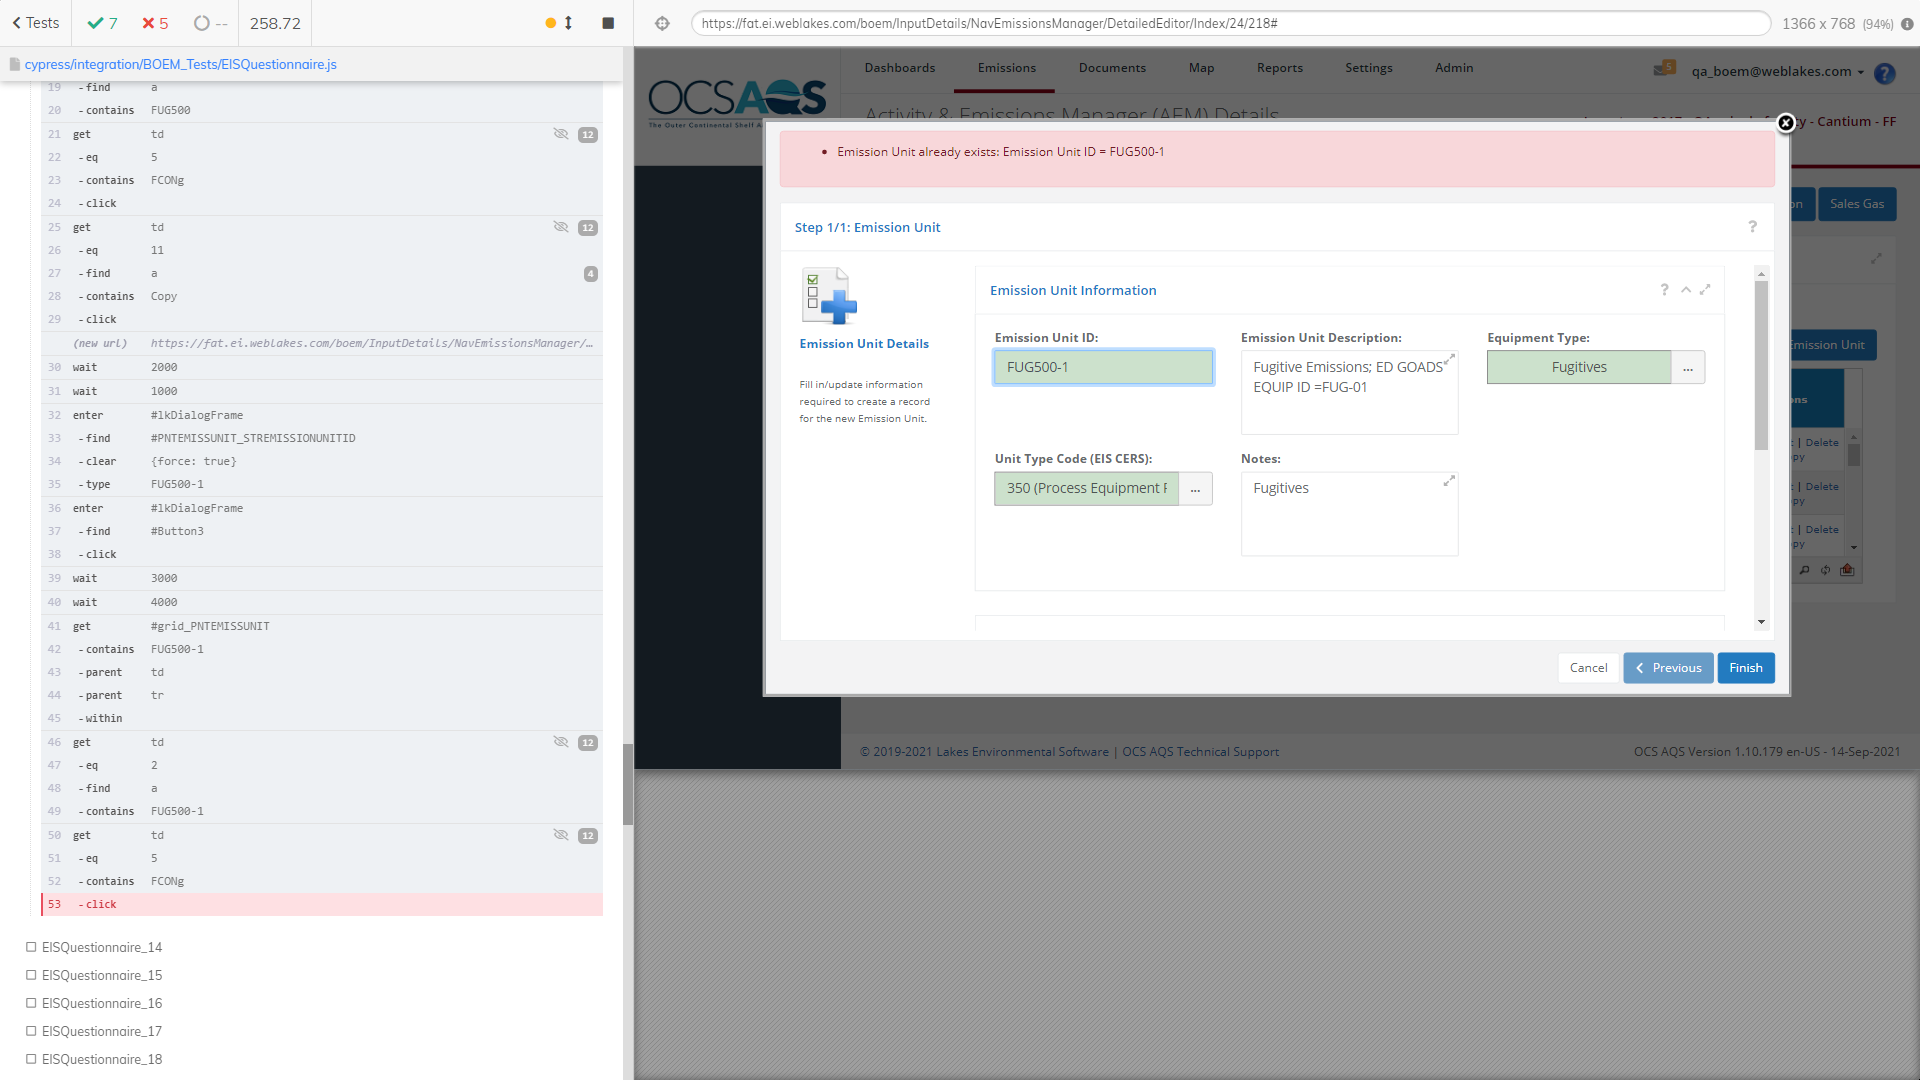 Tests
7
5
--
258.72
https://fat.ei.weblakes.com/boem/InputDetails/NavEmissionsManager/DetailedEditor/Index/24/218#
1366 x 768 (94%)
cypress/integration/BOEM_Tests/EISQuestionnaire.js
19 -find a
20 -contains FUG500
21 get td 12
22 -eq 5
23 -contains FCONg
24 -click
25 get td 12
26 -eq 11
27 -find a 4
28 -contains Copy
29 -click
(new url) https://fat.ei.weblakes.com/boem/InputDetails/NavEmissionsManager/…
30 wait 2000
31 wait 1000
32 enter #lkDialogFrame
33 -find #PNTEMISSUNIT_STREMISSIONUNITID
34 -clear {force: true}
35 -type FUG500-1
36 enter #lkDialogFrame
37 -find #Button3
38 -click
39 wait 3000
40 wait 4000
41 get #grid_PNTEMISSUNIT
42 -contains FUG500-1
43 -parent td
44 -parent tr
45 -within
46 get td 12
47 -eq 2
48 -find a
49 -contains FUG500-1
50 get td 12
51 -eq 5
52 -contains FCONg
53 -click
EISQuestionnaire_14
EISQuestionnaire_15
EISQuestionnaire_16
EISQuestionnaire_17
EISQuestionnaire_18
OCSAQS
The Outer Continental Shelf A
Dashboards Emissions Documents Map Reports Settings Admin
5
qa_boem@weblakes.com
?
Activity & Emissions Manager (AEM) Details
y - Cantium - FF
on
Sales Gas
Emission Unit already exists: Emission Unit ID = FUG500-1
Step 1/1: Emission Unit
?
Emission Unit Details
Fill in/update information
required to create a record
for the new Emission Unit.
Emission Unit Information
?
Emission Unit ID:
FUG500-1
Emission Unit Description:
Fugitive Emissions; ED GOADS
EQUIP ID =FUG-01
Equipment Type:
Fugitives
...
Unit Type Code (EIS CERS):
350 (Process Equipment F
...
Notes:
Fugitives
Cancel
Previous
Finish
Emission Unit
ns
| Delete
py
| Delete
py
| Delete
py
© 2019-2021 Lakes Environmental Software | OCS AQS Technical Support
OCS AQS Version 1.10.179 en-US - 14-Sep-2021